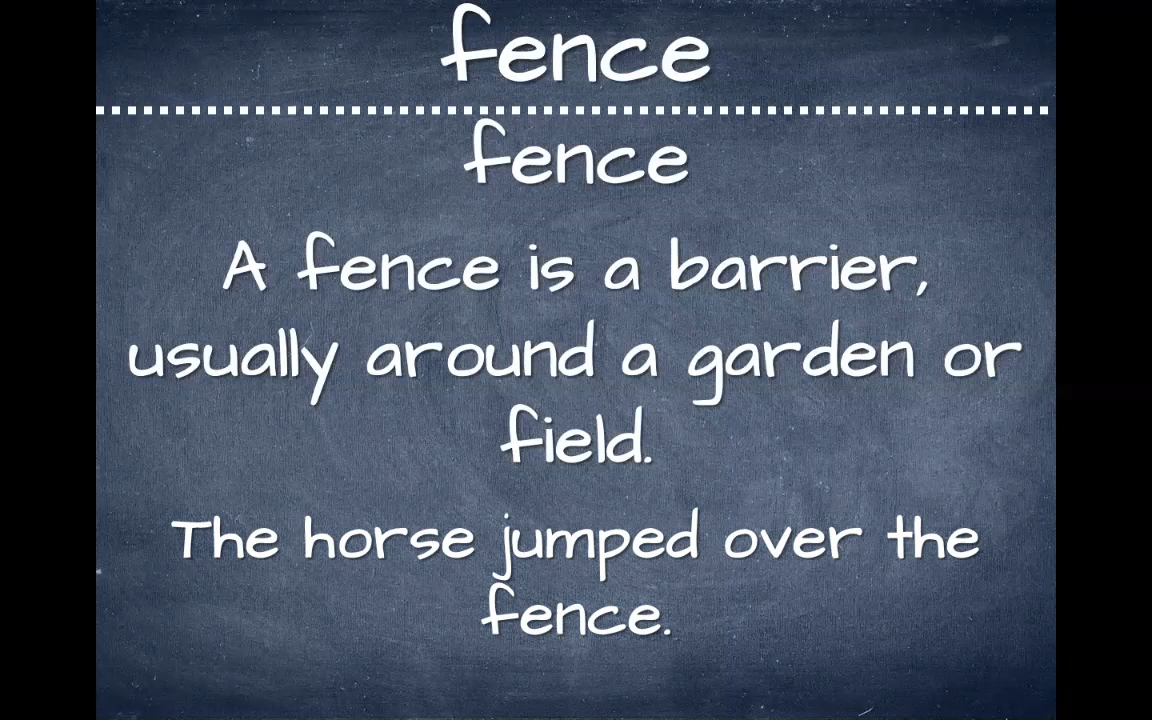 fence
fence
A fence is a barrier,
usually around a garden or
field.
The horse jumped over the
fence.